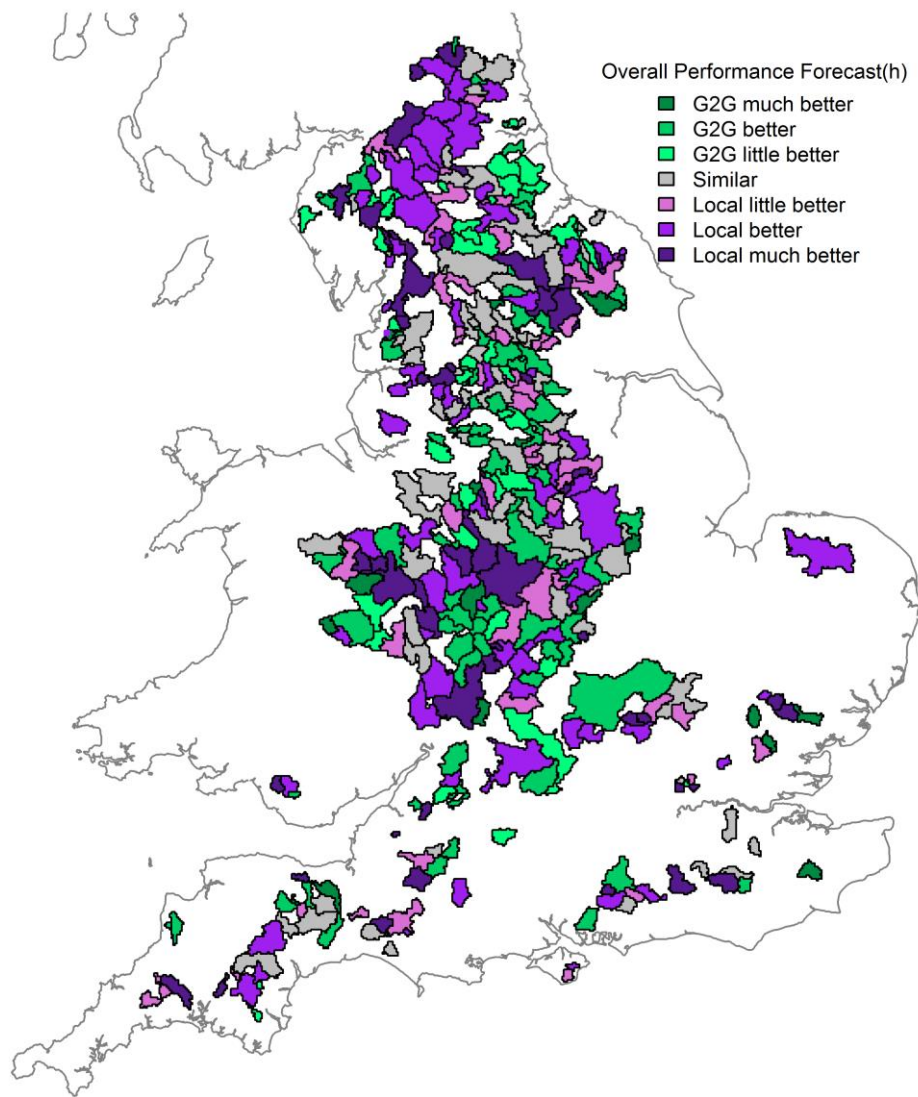 Overall Performance Forecast(h)
G2G much better
G2G better
G2G little better
Similar
Local little better
Local better
Local much better